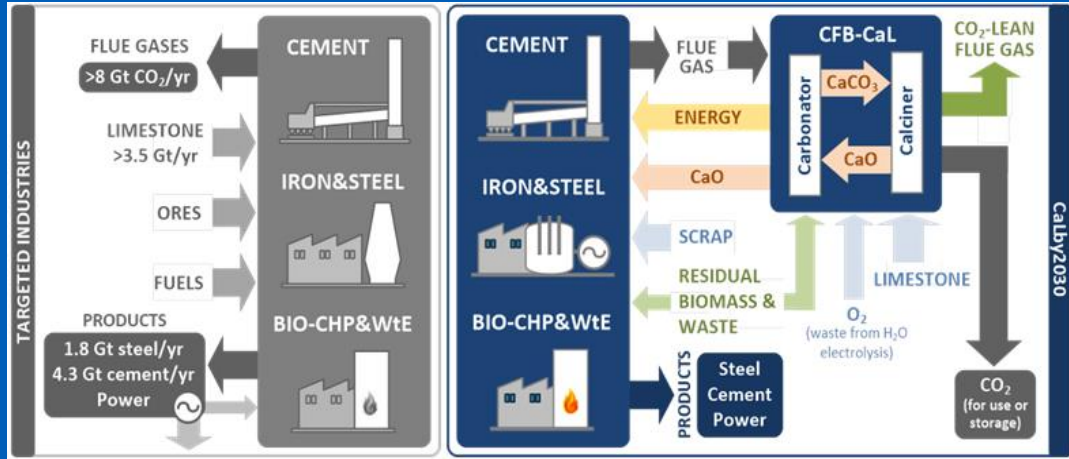 TARGETED INDUSTRIES
FLUE GASES
>8 Gt CO₂/yr
LIMESTONE
>3.5 Gt/yr
ORES
FUELS
PRODUCTS
1.8 Gt steel/yr
4.3 Gt cement/yr
Power
CEMENT
IRON&STEEL
BIO-CHP&WtE
CEMENT
IRON&STEEL
BIO-CHP&WtE
FLUE
GAS
ENERGY
CaO
SCRAP
RESIDUAL
BIOMASS &
WASTE
PRODUCTS
Steel
Cement
Power
CFB-CaL
Carbonator
CaCO₃
CaO
Calciner
CO₂-LEAN
FLUE GAS
LIMESTONE
O₂
(waste from H₂O
electrolysis)
CO₂
(for use or
storage)
CaLby2030